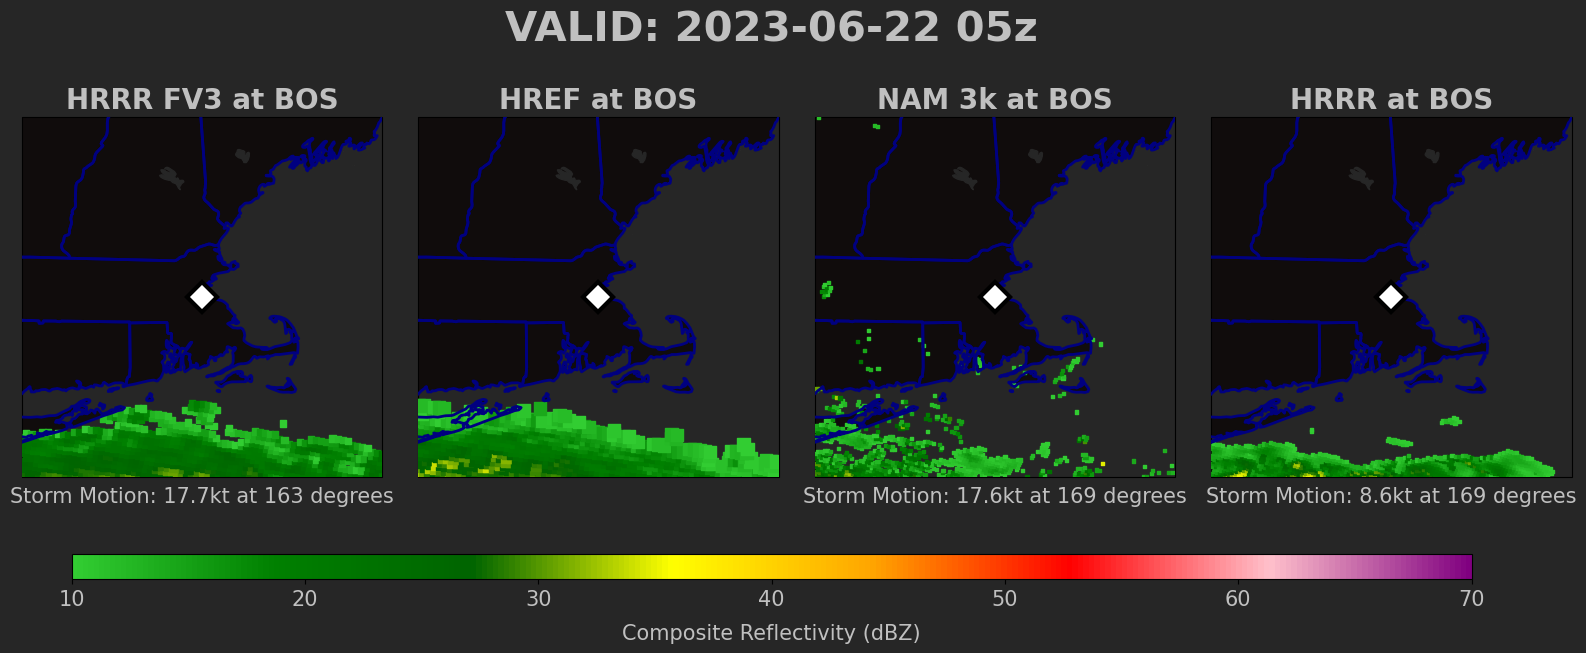 VALID: 2023-06-22 05z
HRRR FV3 at BOS
HREF at BOS
NAM 3k at BOS
HRRR at BOS
Storm Motion: 17.7kt at 163 degrees
Storm Motion: 17.6kt at 169 degrees
Storm Motion: 8.6kt at 169 degrees
10 20 30 40 50 60 70
Composite Reflectivity (dBZ)